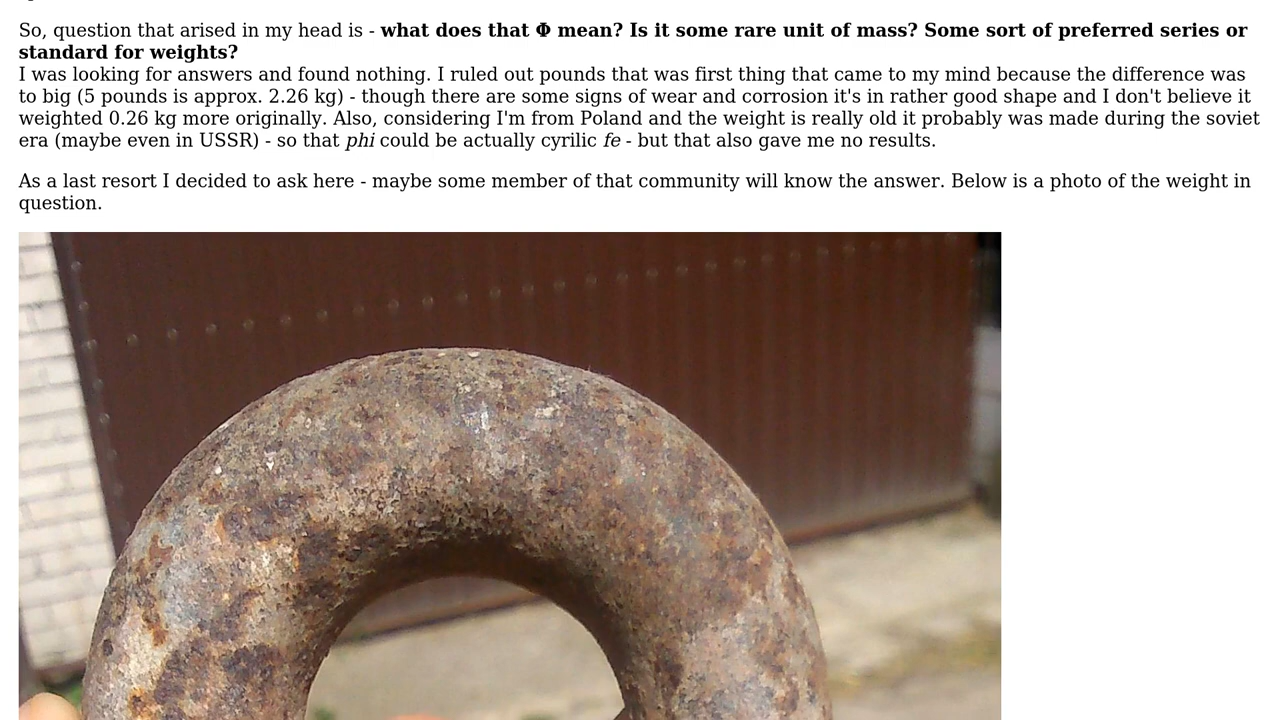 So, question that arised in my head is - what does that Φ mean? Is it some rare unit of mass? Some sort of preferred series or
standard for weights?
I was looking for answers and found nothing. I ruled out pounds that was first thing that came to my mind because the difference was
to big (5 pounds is approx. 2.26 kg) - though there are some signs of wear and corrosion it's in rather good shape and I don't believe it
weighted 0.26 kg more originally. Also, considering I'm from Poland and the weight is really old it probably was made during the soviet
era (maybe even in USSR) - so that phi could be actually cyrilic fe - but that also gave me no results.
As a last resort I decided to ask here - maybe some member of that community will know the answer. Below is a photo of the weight in
question.